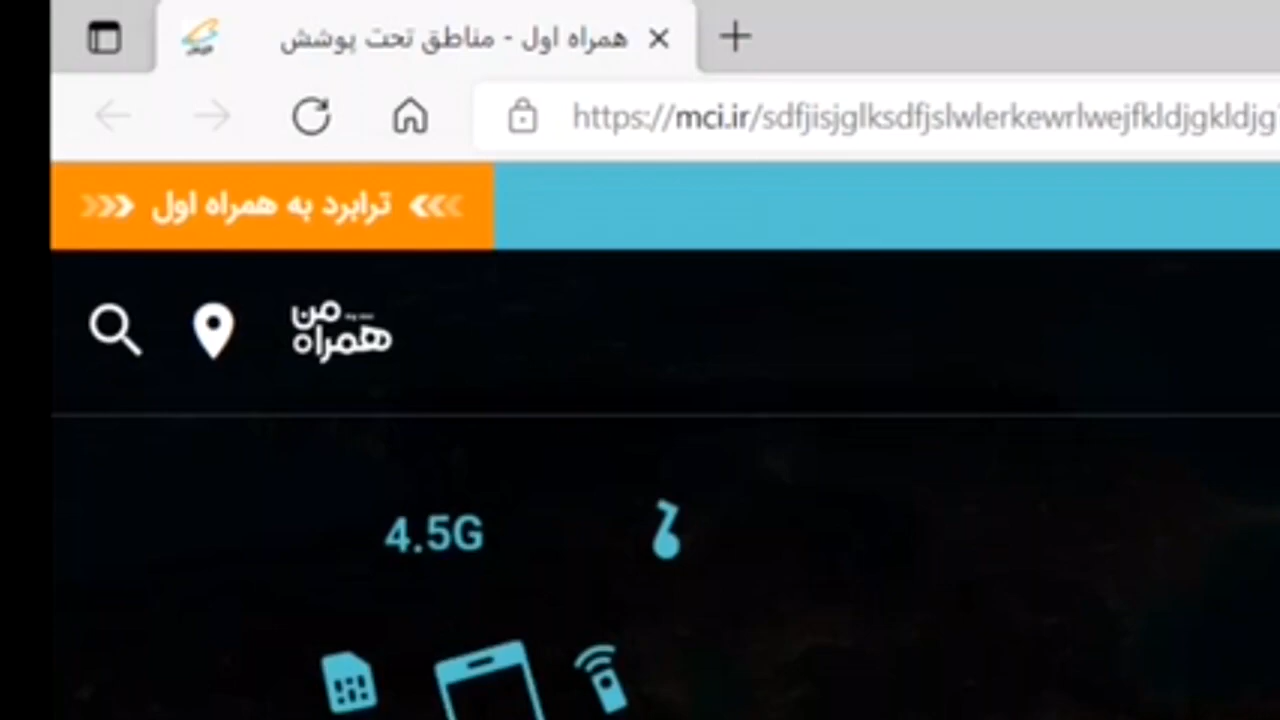 همراه اول - مناطق تحت پوشش
https://mci.ir/sdfjisjglksdfjslwlerkewrlwejfkldjgkldjg
ترابرد به همراه اول
همراه من
4.5G